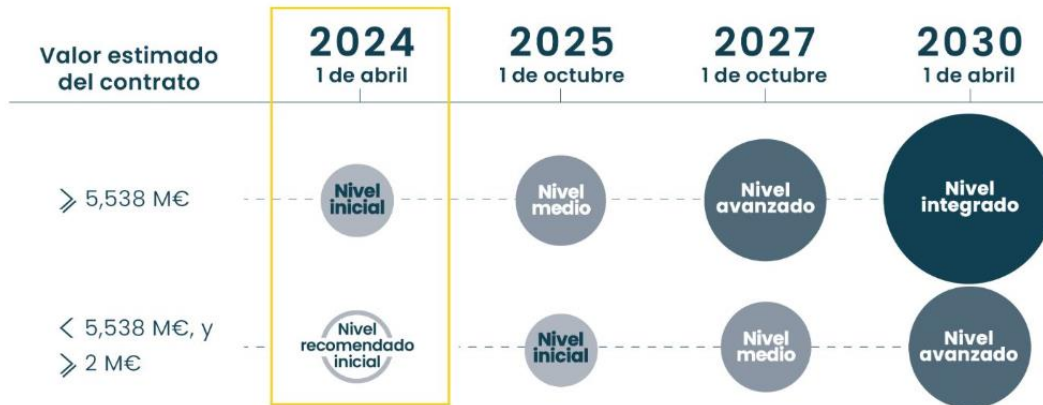 Valor estimado
del contrato
2024
1 de abril
2025
1 de octubre
2027
1 de octubre
2030
1 de abril
⩾ 5,538 M€
Nivel
inicial
Nivel
medio
Nivel
avanzado
Nivel
integrado
< 5,538 M€, y
⩾ 2 M€
Nivel
recomendado
inicial
Nivel
inicial
Nivel
medio
Nivel
avanzado